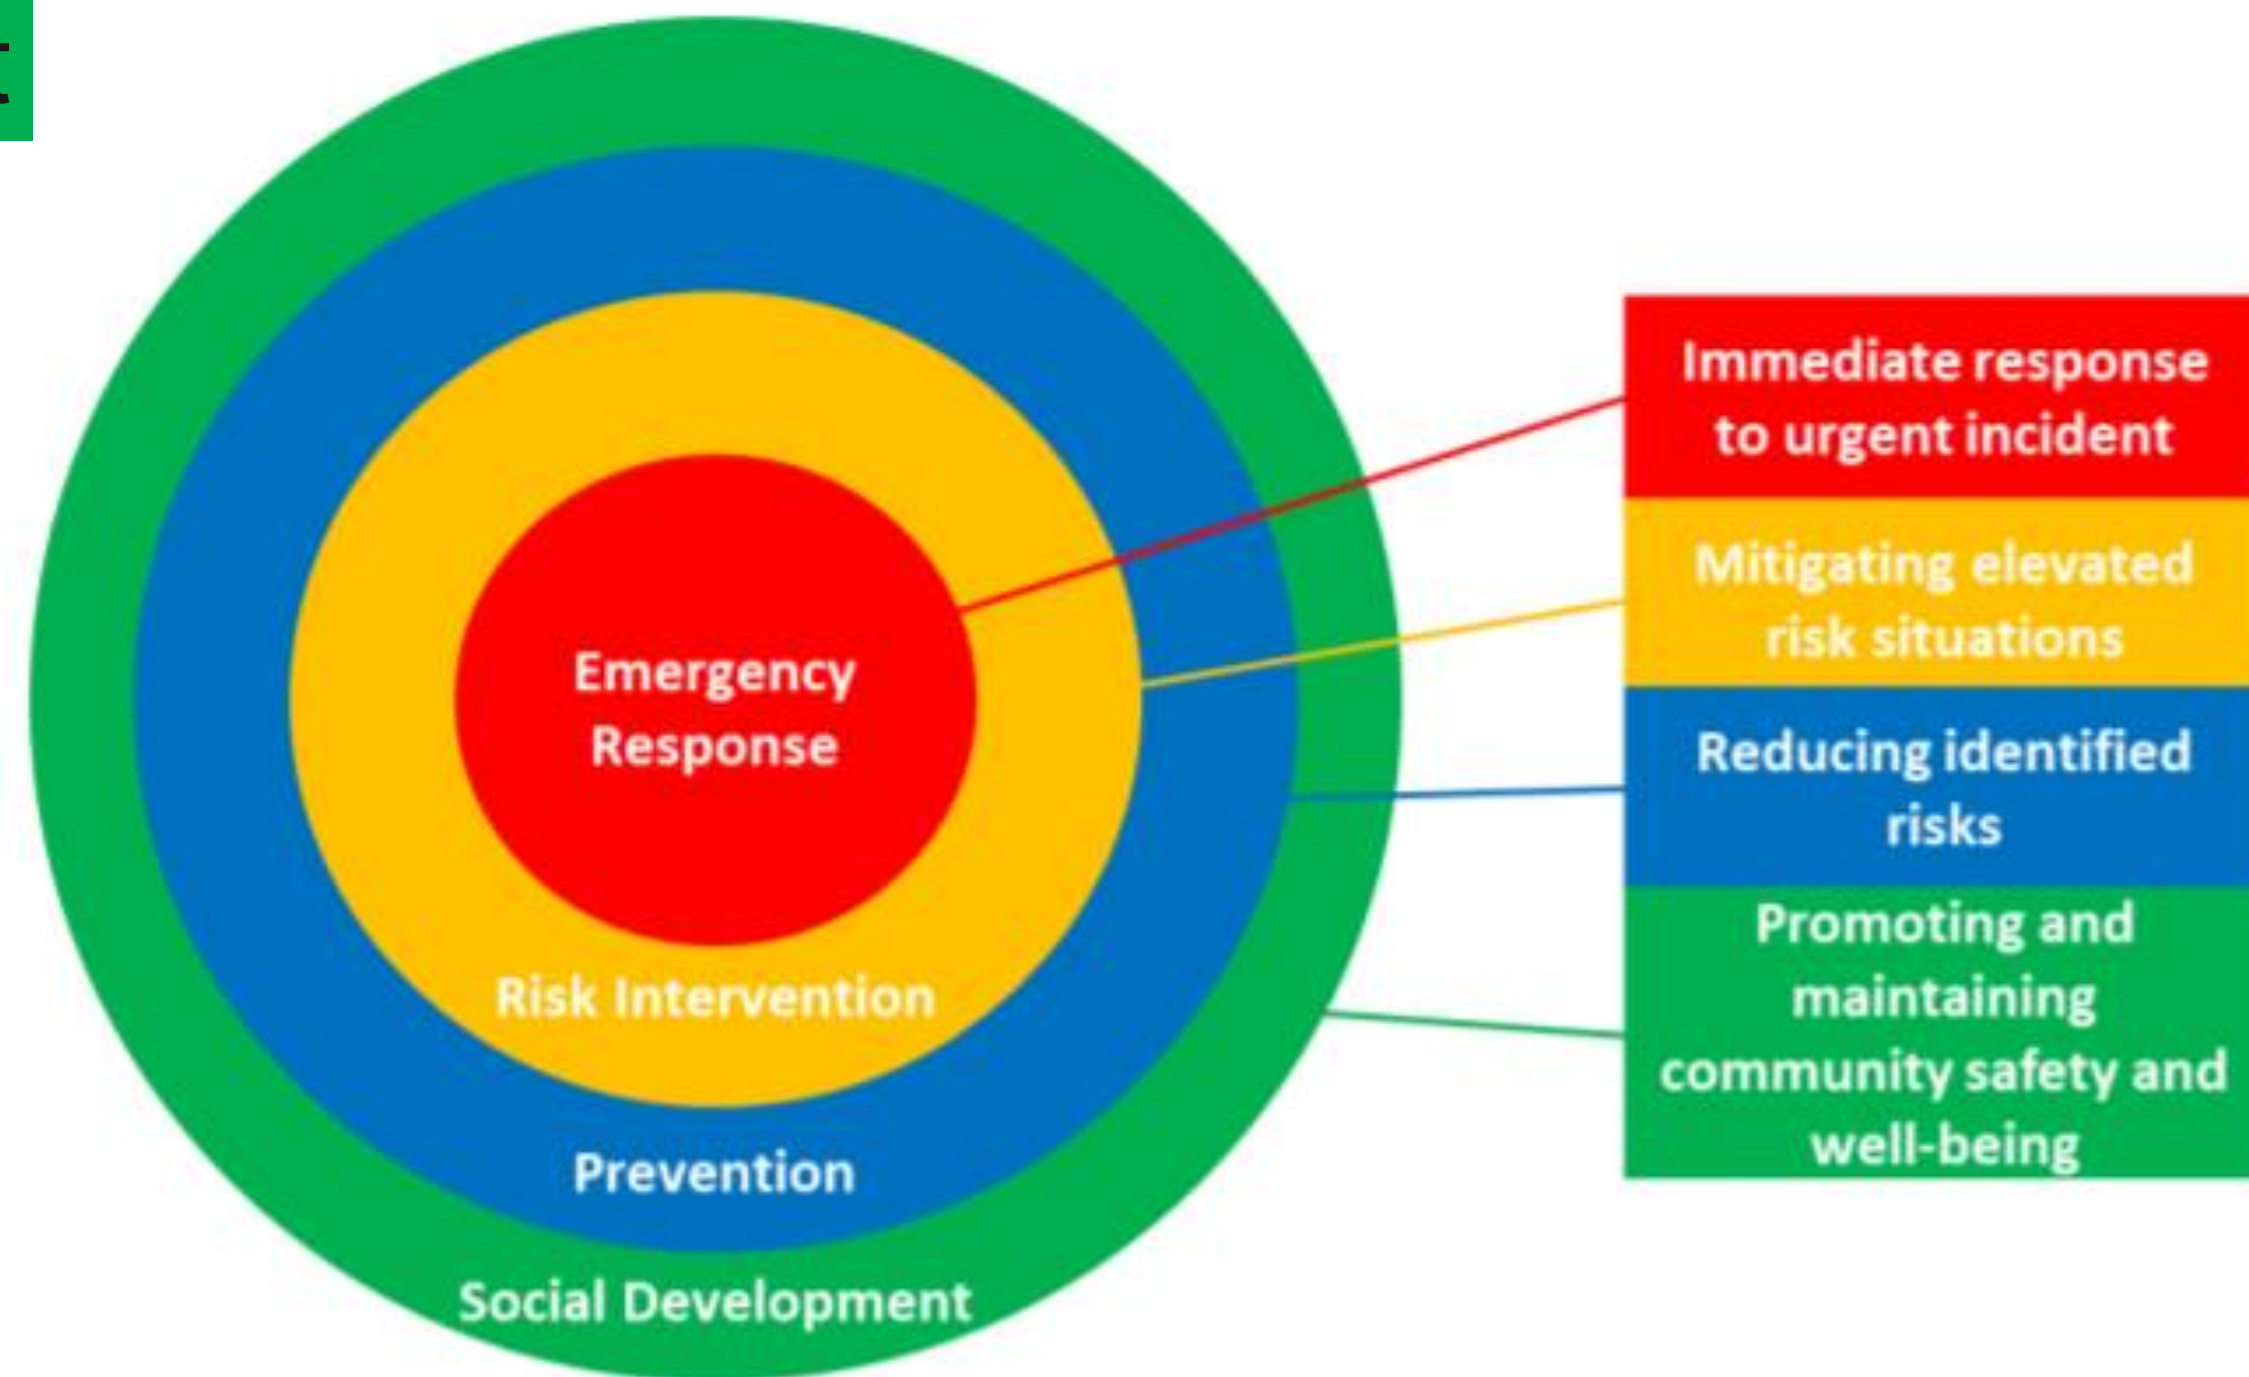 Emergency
Response
Risk Intervention
Prevention
Social Development
Immediate response
to urgent incident
Mitigating elevated
risk situations
Reducing identified
risks
Promoting and
maintaining
community safety and
well-being